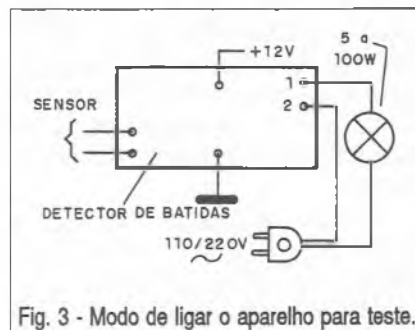 5 a
100W
+12V
1
2
SENSOR
DETECTOR DE BATIDAS
110/220V
Fig. 3 - Modo de ligar o aparelho para teste.